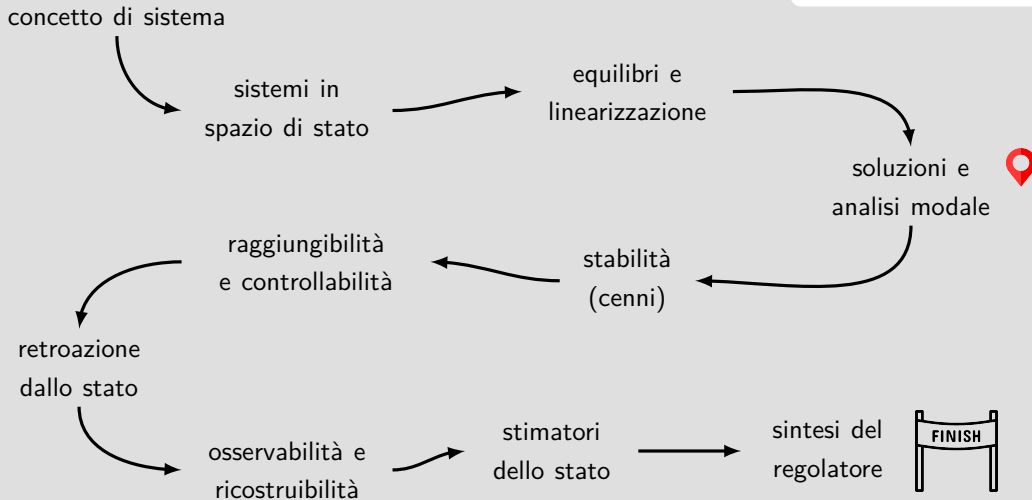 concetto di sistema
sistemi in
spazio di stato
equilibri e
linearizzazione
soluzioni e
analisi modale
stabilità
(cenni)
raggiungibilità
e controllabilità
retroazione
dallo stato
osservabilità e
ricostruibilità
stimatori
dello stato
sintesi del
regolatore
FINISH